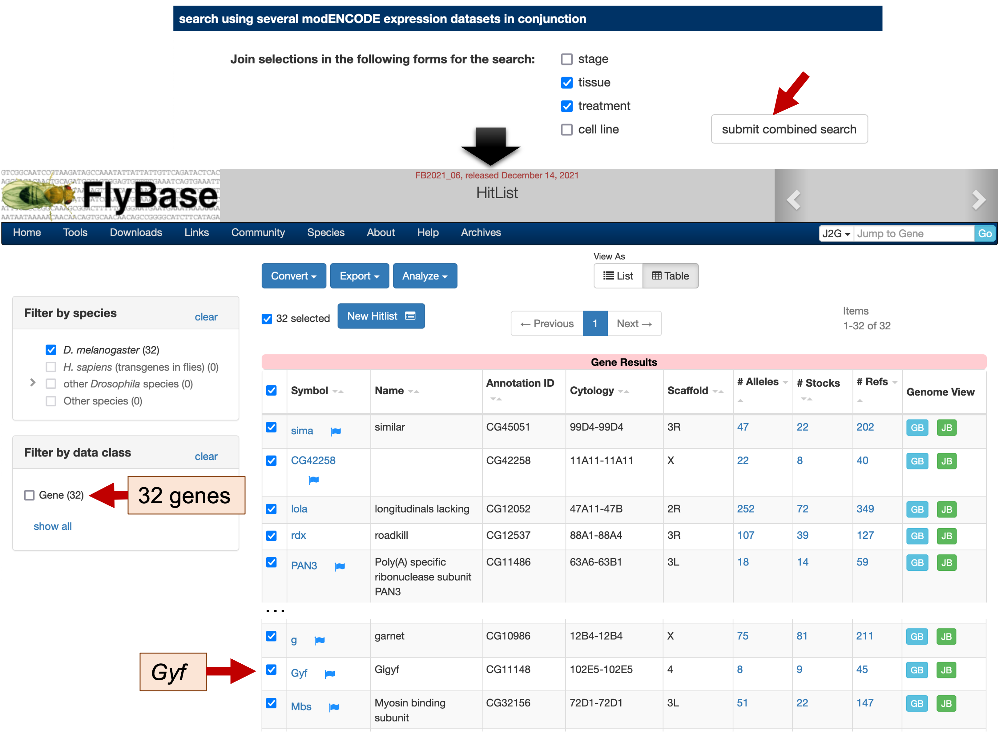 search using several modENCODE expression datasets in conjunction
Join selections in the following forms for the search:
stage
tissue
treatment
cell line
submit combined search
FlyBase
FB2021_06, released December 14, 2021
HitList
Home Tools Downloads Links Community Species About Help Archives
J2G Jump to Gene Go
Convert Export Analyze
View As
List Table
Filter by species clear
D. melanogaster (32)
H. sapiens (transgenes in flies) (0)
other Drosophila species (0)
Other species (0)
Filter by data class clear
Gene (32)
32 genes
show all
32 selected New Hitlist
← Previous 1 Next →
Items
1-32 of 32
Gene Results
Symbol Name Annotation ID Cytology Scaffold # Alleles # Stocks # Refs Genome View
sima similar CG45051 99D4-99D4 3R 47 22 202 GB JB
CG42258 CG42258 11A11-11A11 X 22 8 40 GB JB
lola longitudinals lacking CG12052 47A11-47B 2R 252 72 349 GB JB
rdx roadkill CG12537 88A1-88A4 3R 107 39 127 GB JB
PAN3 Poly(A) specific CG11486 63A6-63B1 3L 18 14 59 GB JB
ribonuclease subunit
PAN3
...
g garnet CG10986 12B4-12B4 X 75 81 211 GB JB
Gyf
Gyf Gigyf CG11148 102E5-102E5 4 8 9 45 GB JB
Mbs Myosin binding CG32156 72D1-72D1 3L 51 22 147 GB JB
subunit